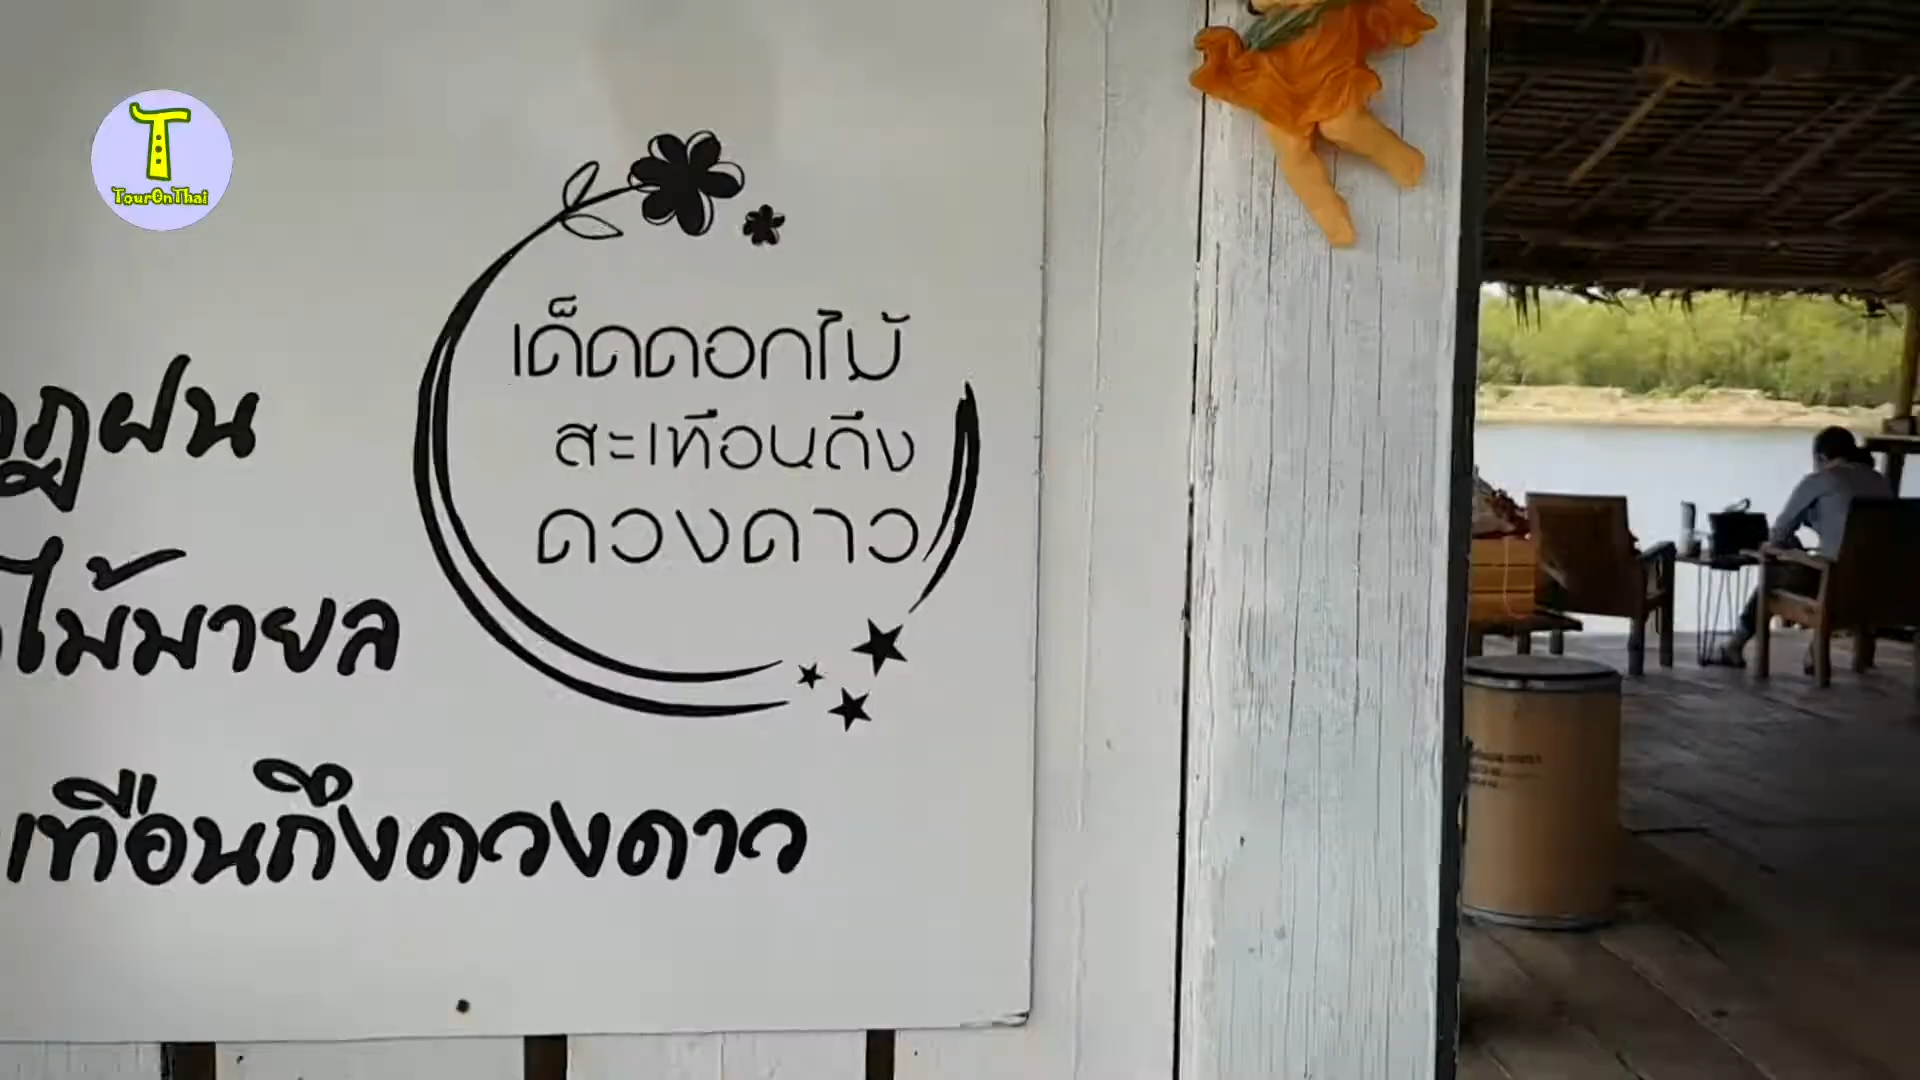 TourOnThai
เด็ดดอกไม้
สะเทือนถึง
ดวงดาว
ฝน
ไม้มายล
เทือนถึงดวงดาว